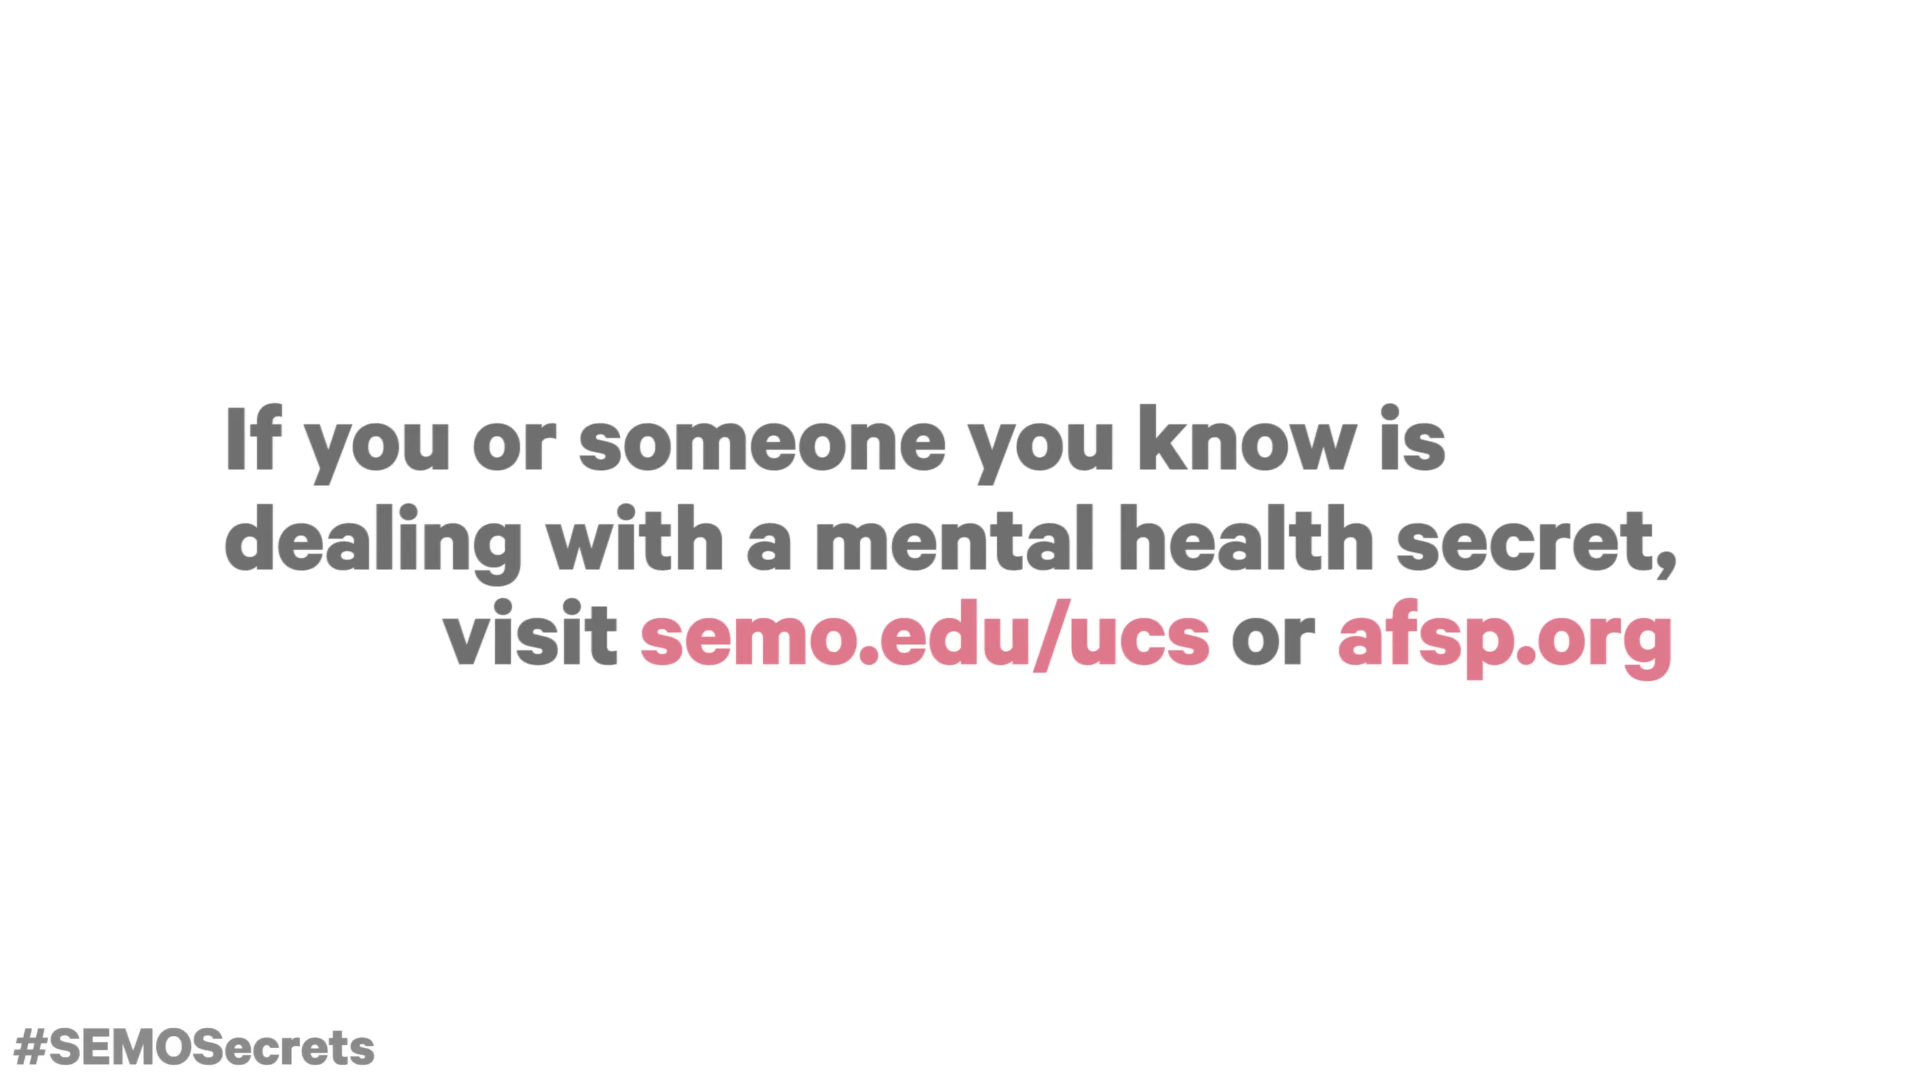 If you or someone you know is
dealing with a mental health secret,
visit semo.edu/ucs or afsp.org
#SEMOSecrets